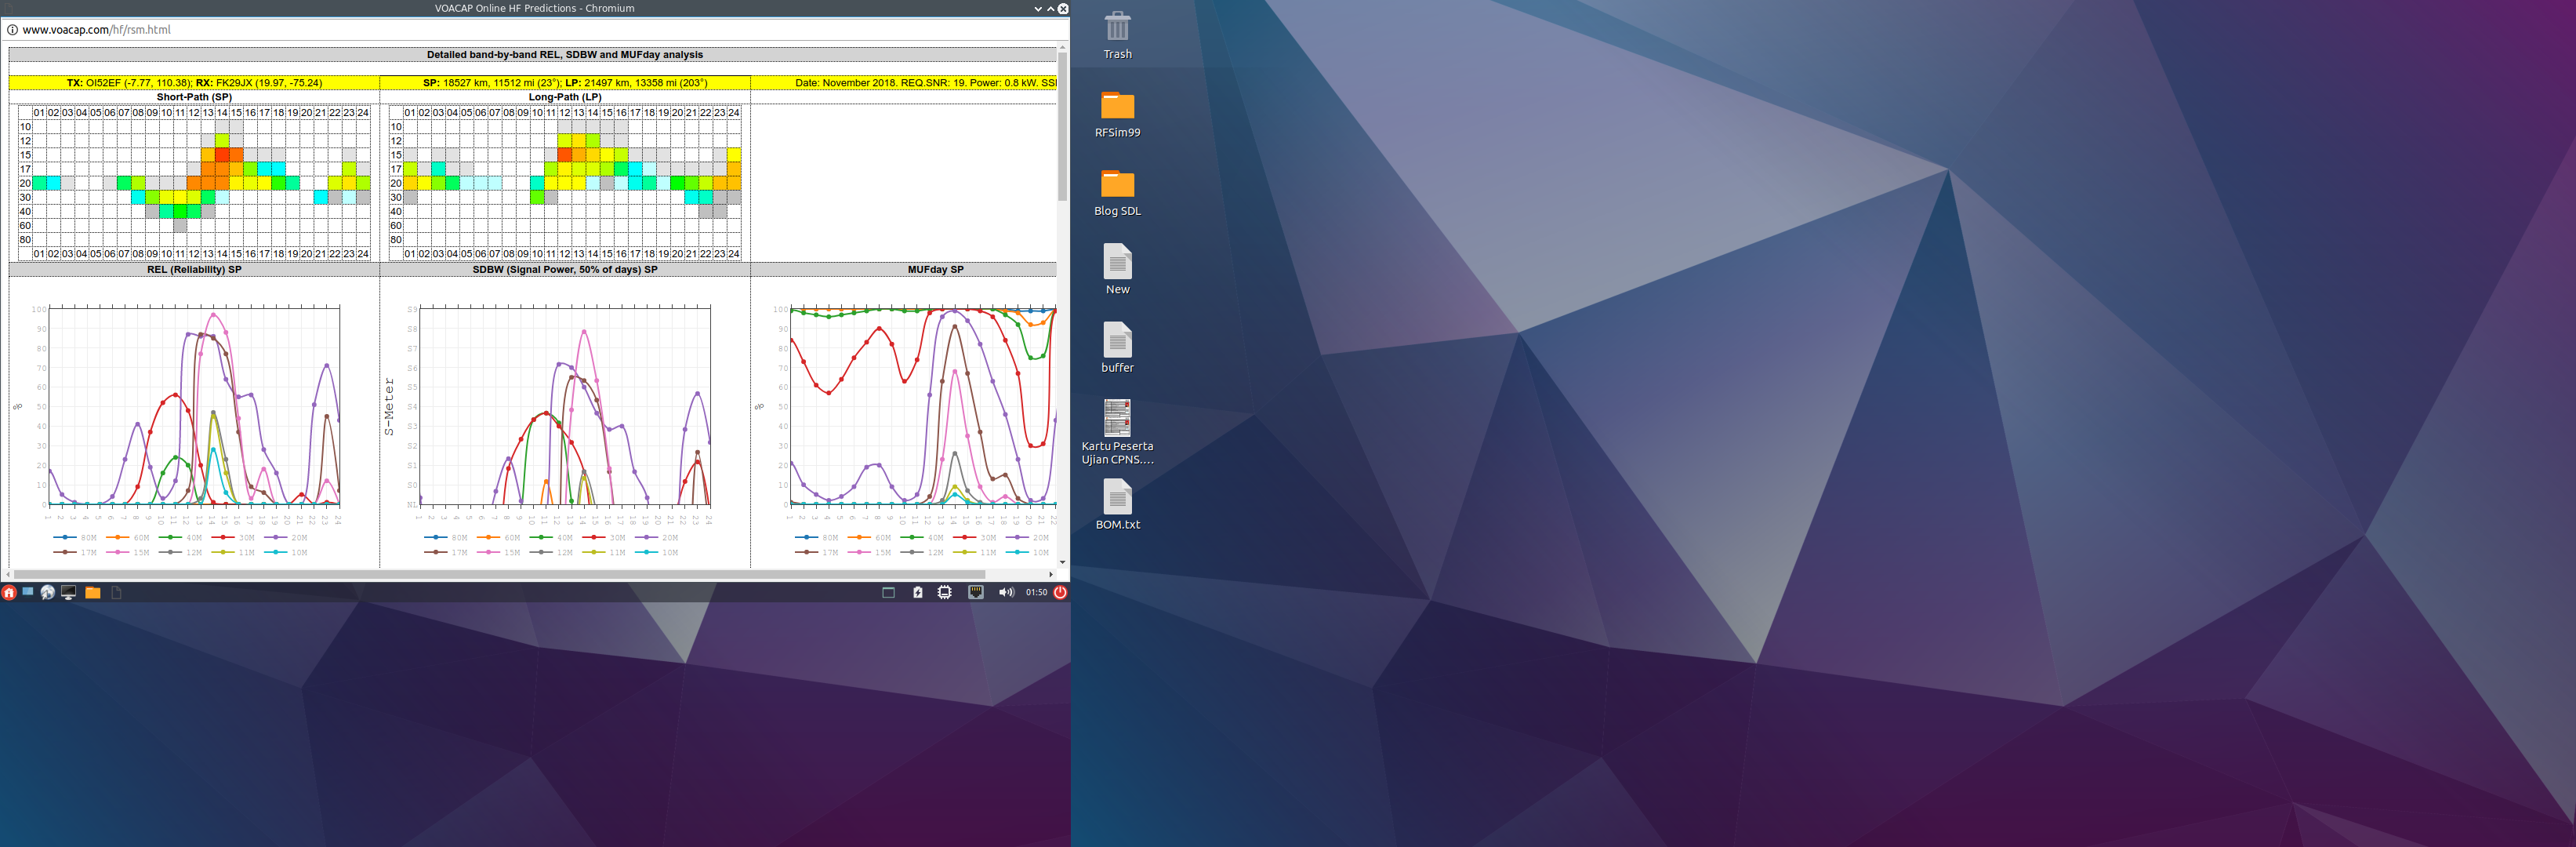 VOACAP Online HF Predictions - Chromium
www.voacap.com/hf/rsm.html
Detailed band-by-band REL, SDBW and MUFday analysis
TX: OI52EF (-7.77, 110.38); RX: FK29JX (19.97, -75.24)
SP: 18527 km, 11512 mi (23°); LP: 21497 km, 13358 mi (203°)
Date: November 2018. REQ.SNR: 19. Power: 0.8 kW. SSI
Short-Path (SP)
Long-Path (LP)
01 02 03 04 05 06 07 08 09 10 11 12 13 14 15 16 17 18 19 20 21 22 23 24
10
12
15
17
20
30
40
60
80
01 02 03 04 05 06 07 08 09 10 11 12 13 14 15 16 17 18 19 20 21 22 23 24
01 02 03 04 05 06 07 08 09 10 11 12 13 14 15 16 17 18 19 20 21 22 23 24
10
12
15
17
20
30
40
60
80
01 02 03 04 05 06 07 08 09 10 11 12 13 14 15 16 17 18 19 20 21 22 23 24
REL (Reliability) SP
SDBW (Signal Power, 50% of days) SP
MUFday SP
100
90
80
70
60
50
40
30
20
10
0
%
1 2 3 4 5 6 7 8 9 10 11 12 13 14 15 16 17 18 19 20 21 22 23 24
80M 60M 40M 30M 20M
17M 15M 12M 11M 10M
S9
S8
S7
S6
S5
S4
S3
S2
S1
S0
NL
S-Meter
1 2 3 4 5 6 7 8 9 10 11 12 13 14 15 16 17 18 19 20 21 22 23 24
80M 60M 40M 30M 20M
17M 15M 12M 11M 10M
100
90
80
70
60
50
40
30
20
10
0
%
1 2 3 4 5 6 7 8 9 10 11 12 13 14 15 16 17 18 19 20 21 22
80M 60M 40M 30M 20M
17M 15M 12M 11M 10M
01:50
Trash
RFSim99
Blog SDL
New
buffer
Kartu Peserta
Ujian CPNS....
BOM.txt